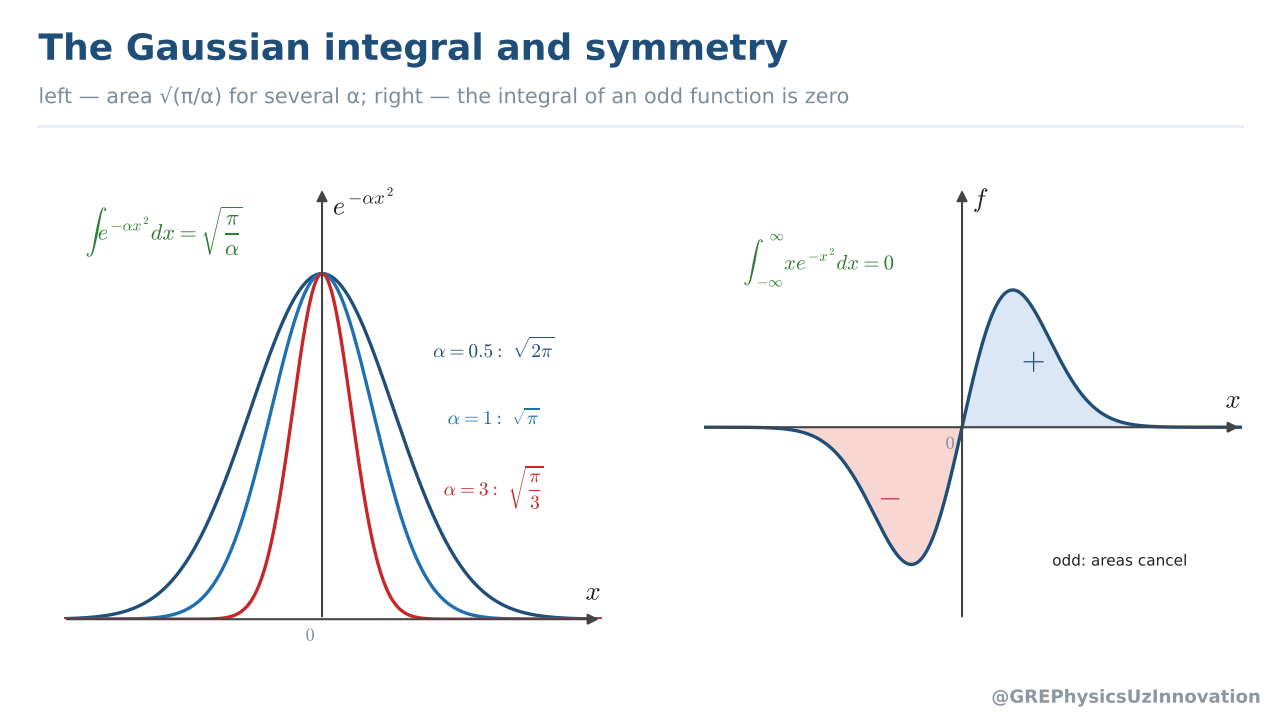 The Gaussian integral and symmetry
left — area √(π/α) for several α; right — the integral of an odd function is zero
∫e^{−αx²}dx = √(π/α)
e^{−αx²}
α = 0.5 : √(2π)
α = 1 : √π
α = 3 : √(π/3)
x
0
f
∫_{−∞}^{∞} xe^{−x²}dx = 0
+
x
0
−
odd: areas cancel
@GREPhysicsUzInnovation